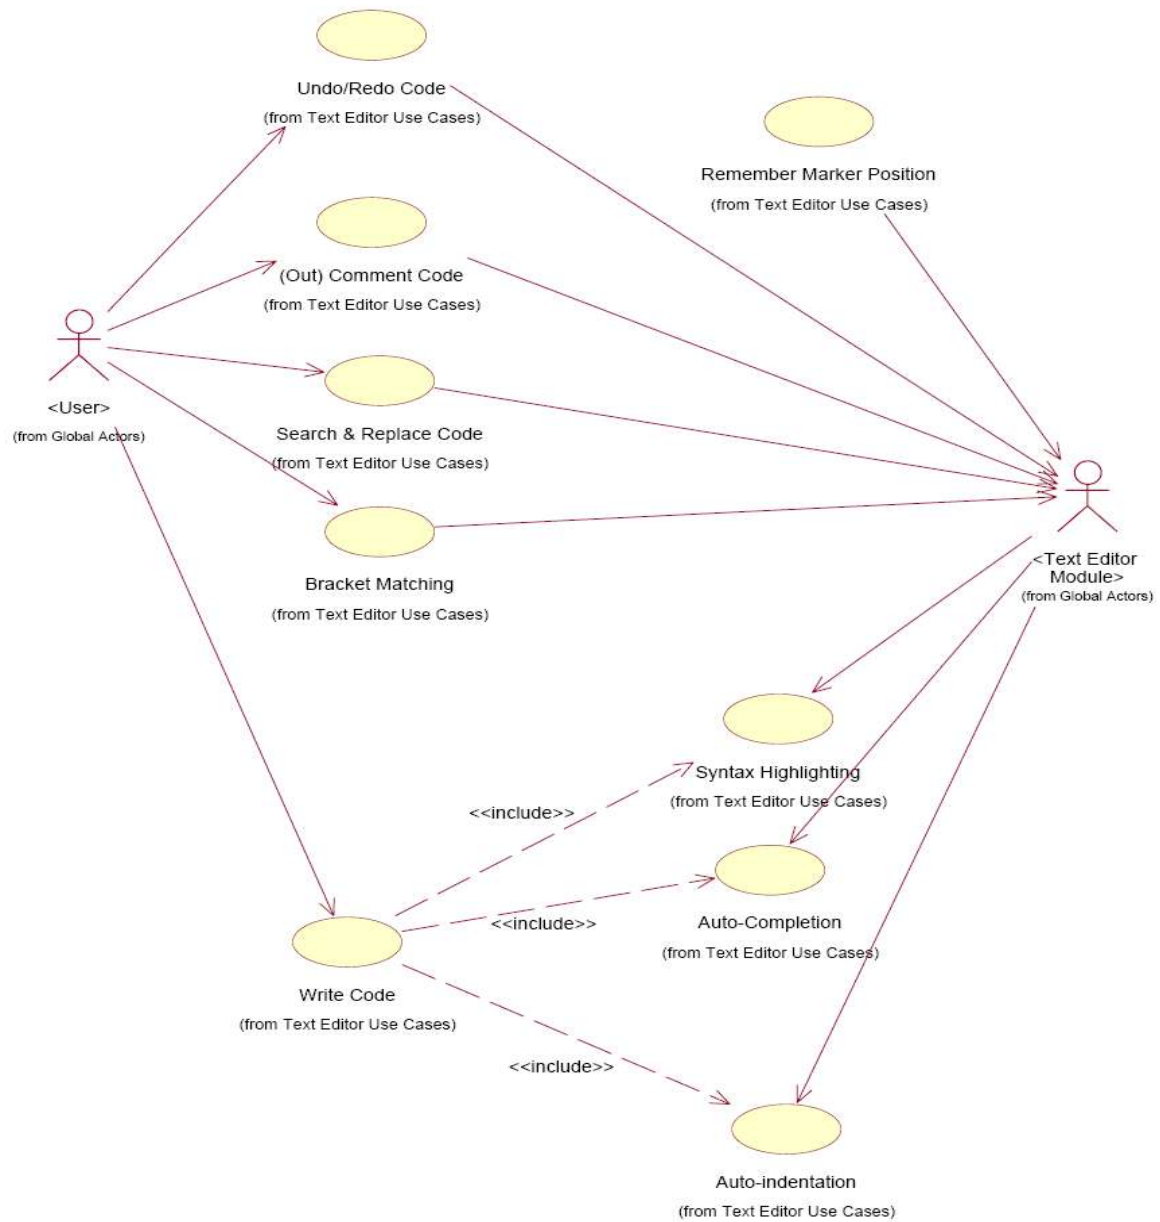 Undo/Redo Code
(from Text Editor Use Cases)
Remember Marker Position
(from Text Editor Use Cases)
(Out) Comment Code
(from Text Editor Use Cases)
<User>
(from Global Actors)
Search & Replace Code
(from Text Editor Use Cases)
<Text Editor
Module>
(from Global Actors)
Bracket Matching
(from Text Editor Use Cases)
Syntax Highlighting
(from Text Editor Use Cases)
<<include>>
Auto-Completion
(from Text Editor Use Cases)
<<include>>
Write Code
(from Text Editor Use Cases)
<<include>>
Auto-indentation
(from Text Editor Use Cases)